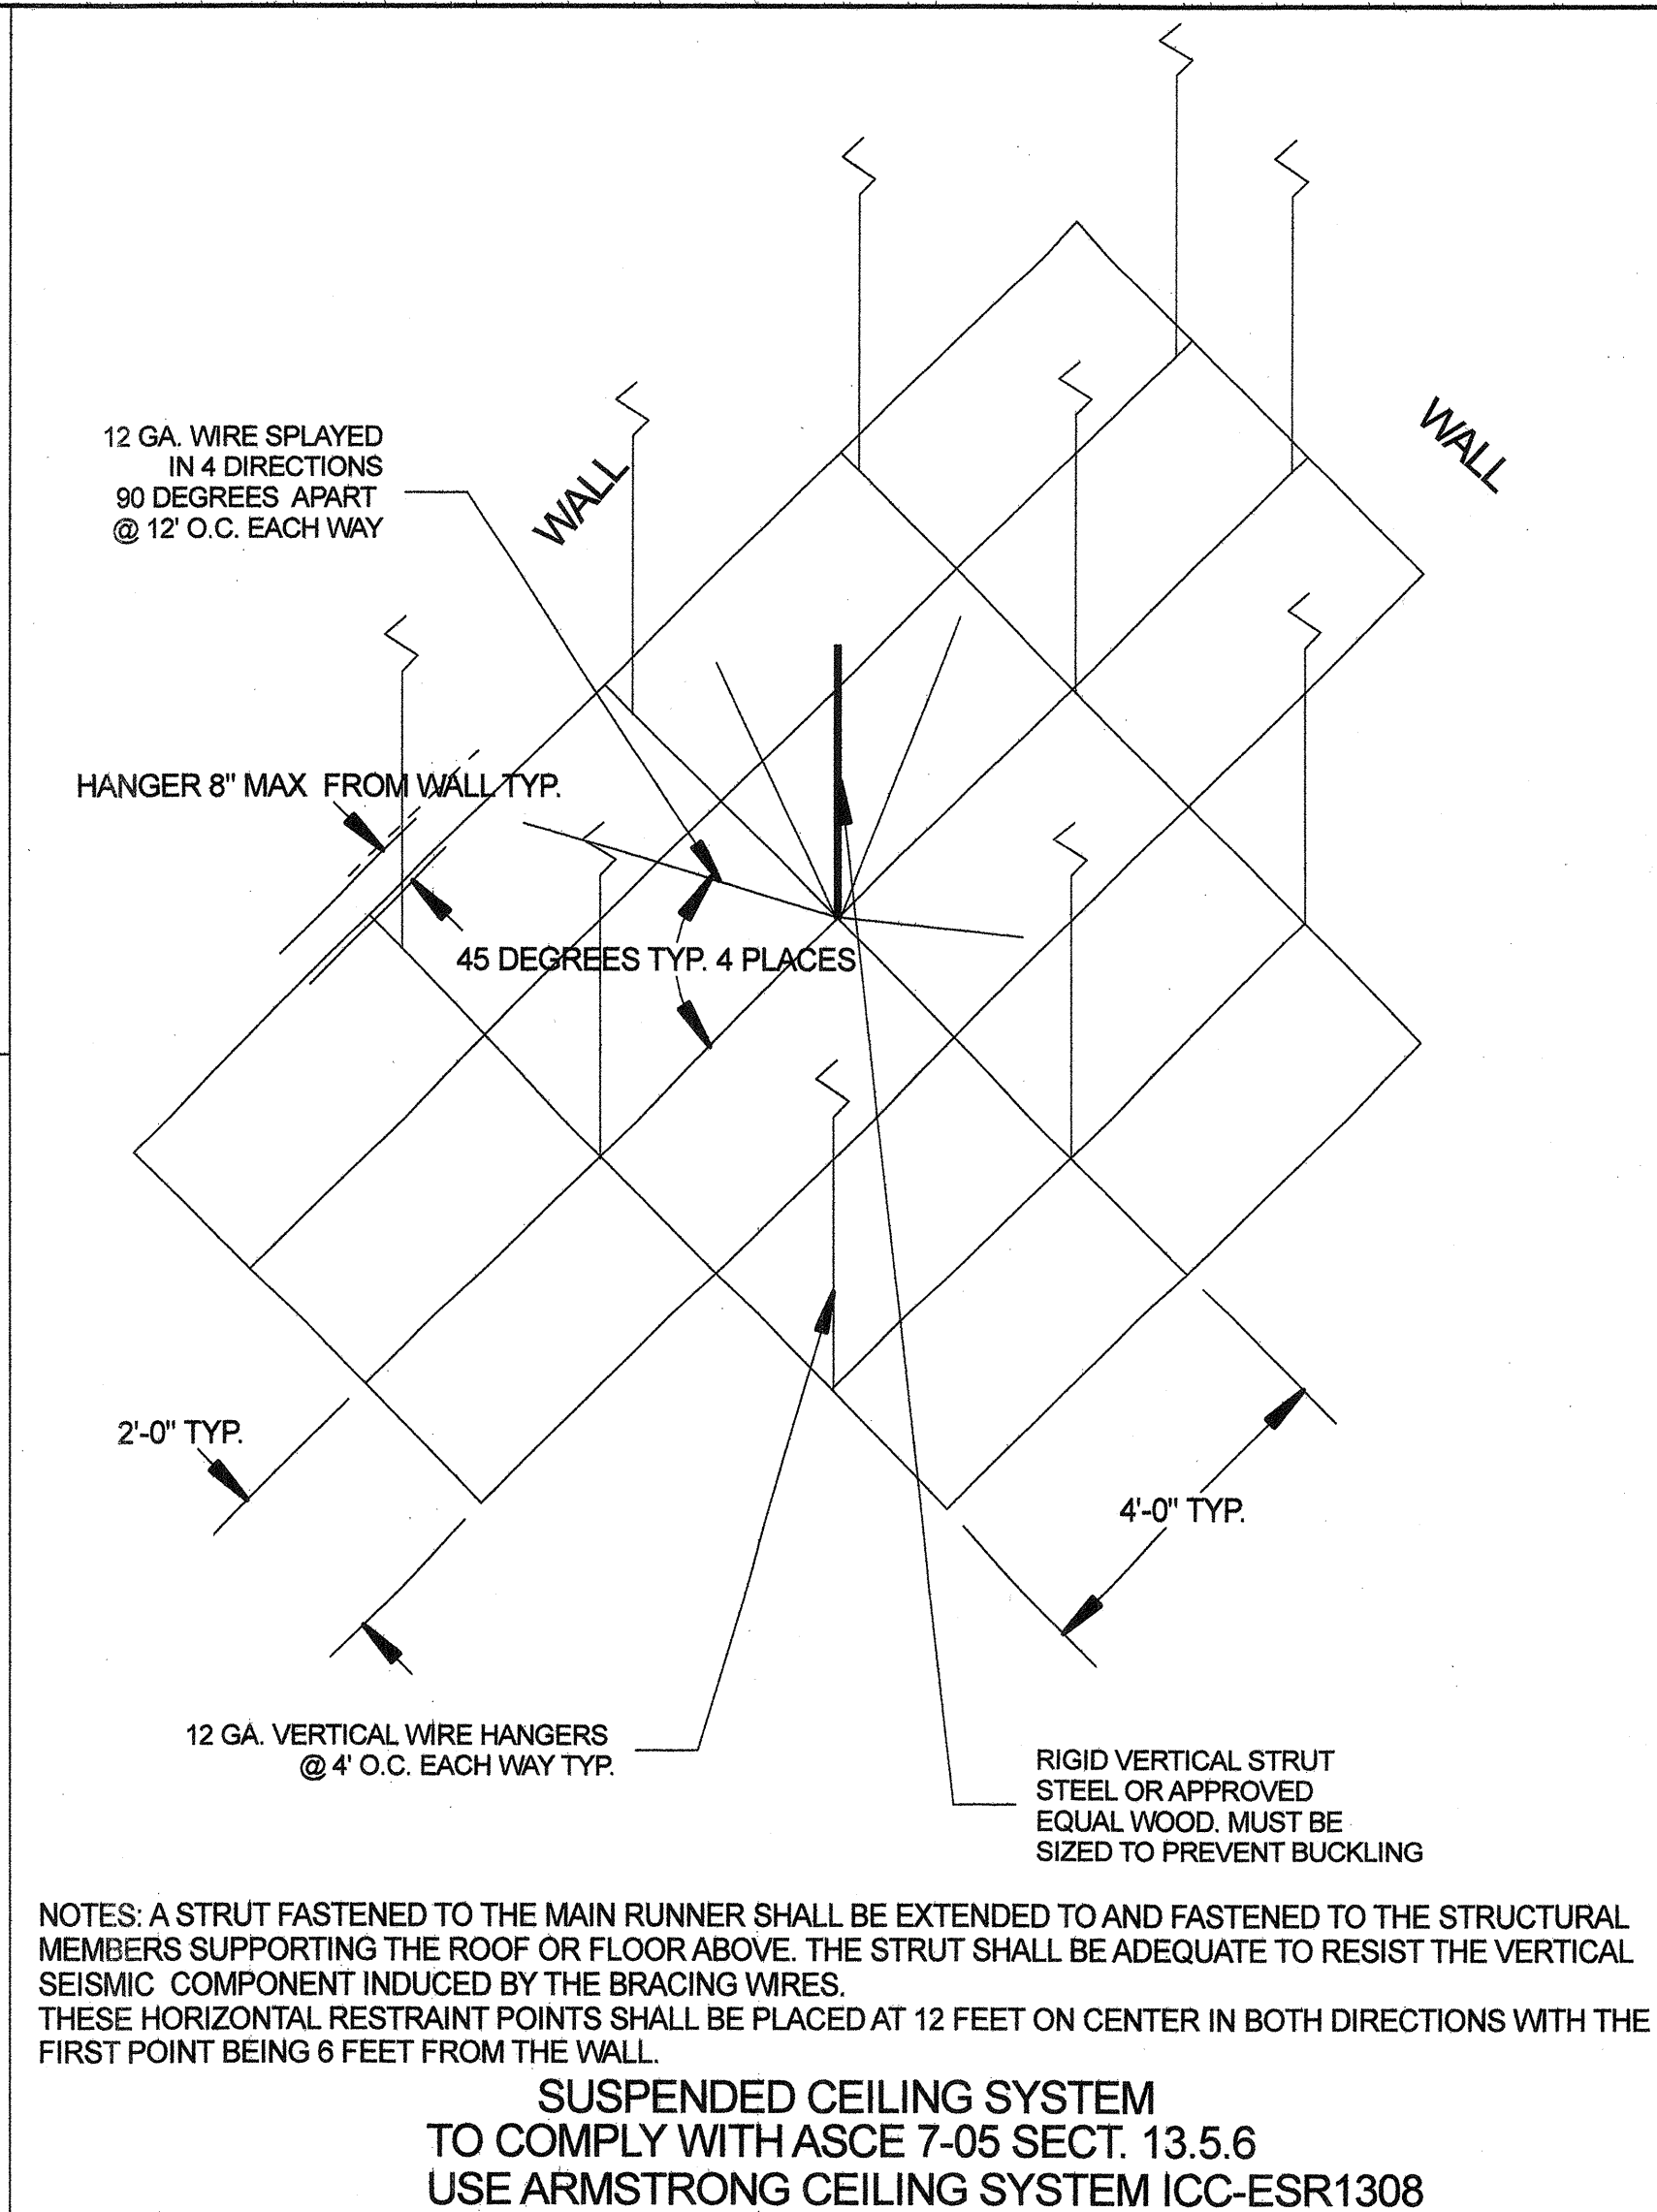 WALL
WALL
12 GA. WIRE SPLAYED
IN 4 DIRECTIONS
90 DEGREES APART
@ 12' O.C. EACH WAY
HANGER 8" MAX FROM WALL TYP.
45 DEGREES TYP. 4 PLACES
2'-0" TYP.
4'-0" TYP.
12 GA. VERTICAL WIRE HANGERS
@ 4' O.C. EACH WAY TYP.
RIGID VERTICAL STRUT
STEEL OR APPROVED
EQUAL WOOD. MUST BE
SIZED TO PREVENT BUCKLING
NOTES: A STRUT FASTENED TO THE MAIN RUNNER SHALL BE EXTENDED TO AND FASTENED TO THE STRUCTURAL
MEMBERS SUPPORTING THE ROOF OR FLOOR ABOVE. THE STRUT SHALL BE ADEQUATE TO RESIST THE VERTICAL
SEISMIC COMPONENT INDUCED BY THE BRACING WIRES.
THESE HORIZONTAL RESTRAINT POINTS SHALL BE PLACED AT 12 FEET ON CENTER IN BOTH DIRECTIONS WITH THE
FIRST POINT BEING 6 FEET FROM THE WALL.
SUSPENDED CEILING SYSTEM
TO COMPLY WITH ASCE 7-05 SECT. 13.5.6
USE ARMSTRONG CEILING SYSTEM ICC-ESR1308